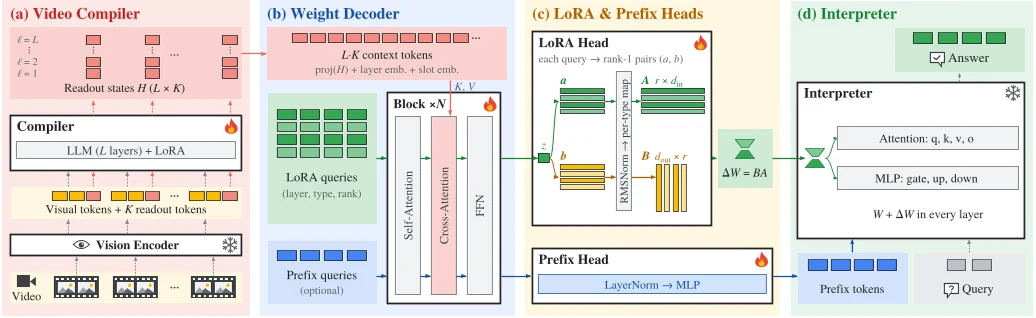 (a) Video Compiler
ℓ = L
⋮
ℓ = 2
ℓ = 1
...
Readout states H (L × K)
Compiler
LLM (L layers) + LoRA
...
Visual tokens + K readout tokens
Vision Encoder
Video
...
(b) Weight Decoder
...
L·K context tokens
proj(H) + layer emb. + slot emb.
K, V
LoRA queries
(layer, type, rank)
Prefix queries
(optional)
Block ×N
Self-Attention
Cross-Attention
FFN
(c) LoRA & Prefix Heads
LoRA Head
each query → rank-1 pairs (a, b)
z
a
b
RMSNorm → per-type map
A r × d_in
B d_out × r
ΔW = BA
Prefix Head
LayerNorm → MLP
(d) Interpreter
Answer
Interpreter
Attention: q, k, v, o
MLP: gate, up, down
W + ΔW in every layer
Prefix tokens
Query